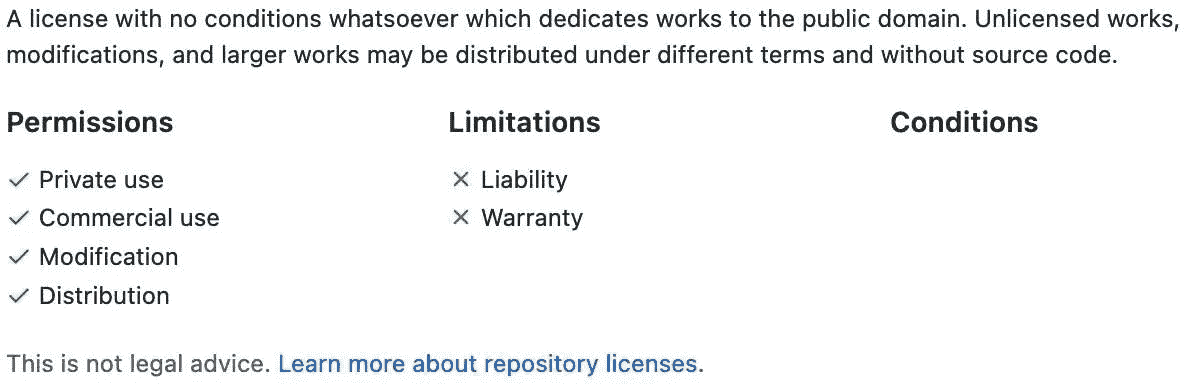 A license with no conditions whatsoever which dedicates works to the public domain. Unlicensed works,
modifications, and larger works may be distributed under different terms and without source code.
Permissions
Private use
Commercial use
Modification
Distribution
Limitations
Liability
Warranty
Conditions
This is not legal advice. Learn more about repository licenses.